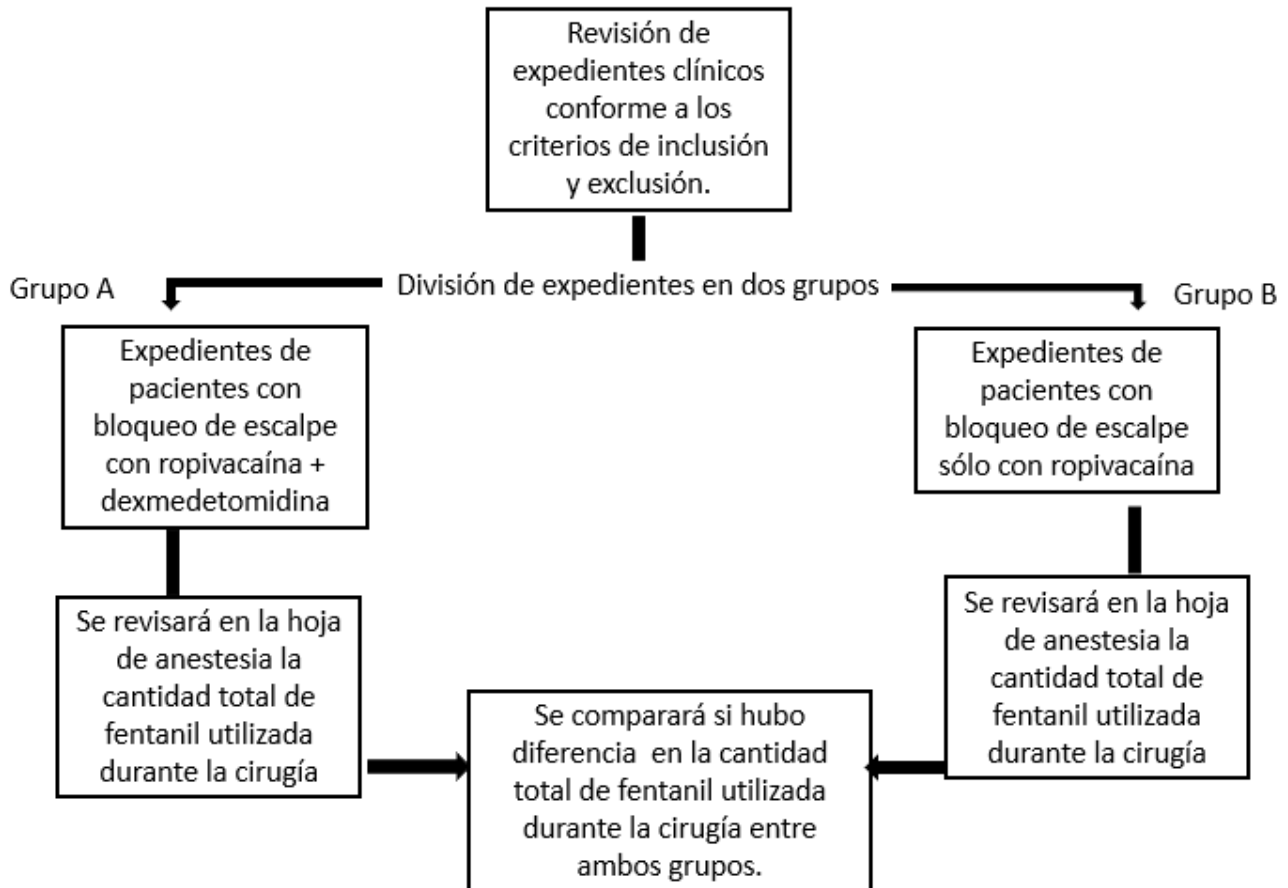 Revisión de
expedientes clínicos
conforme a los
criterios de inclusión
y exclusión.
División de expedientes en dos grupos
Grupo A
Grupo B
Expedientes de
pacientes con
bloqueo de escalpe
con ropivacaína +
dexmedetomidina
Expedientes de
pacientes con
bloqueo de escalpe
sólo con ropivacaína
Se revisará en la hoja
de anestesia la
cantidad total de
fentanil utilizada
durante la cirugía
Se revisará en la hoja
de anestesia la
cantidad total de
fentanil utilizada
durante la cirugía
Se comparará si hubo
diferencia en la cantidad
total de fentanil utilizada
durante la cirugía entre
ambos grupos.